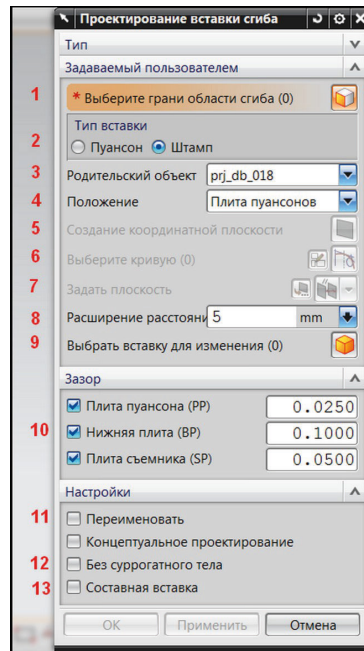 Проектирование вставки сгиба
Тип
Задаваемый пользователем
1 * Выберите грани области сгиба (0)
Тип вставки
2 Пуансон Штамп
3 Родительский объект prj_db_018
4 Положение Плита пуансонов
5 Создание координатной плоскости
6 Выберите кривую (0)
7 Задать плоскость
8 Расширение расстояни 5 mm
9 Выбрать вставку для изменения (0)
Зазор
Плита пуансона (PP) 0.0250
10 Нижняя плита (BP) 0.1000
Плита съемника (SP) 0.0500
Настройки
11 Переименовать
Концептуальное проектирование
12 Без суррогатного тела
13 Составная вставка
ОК Применить Отмена